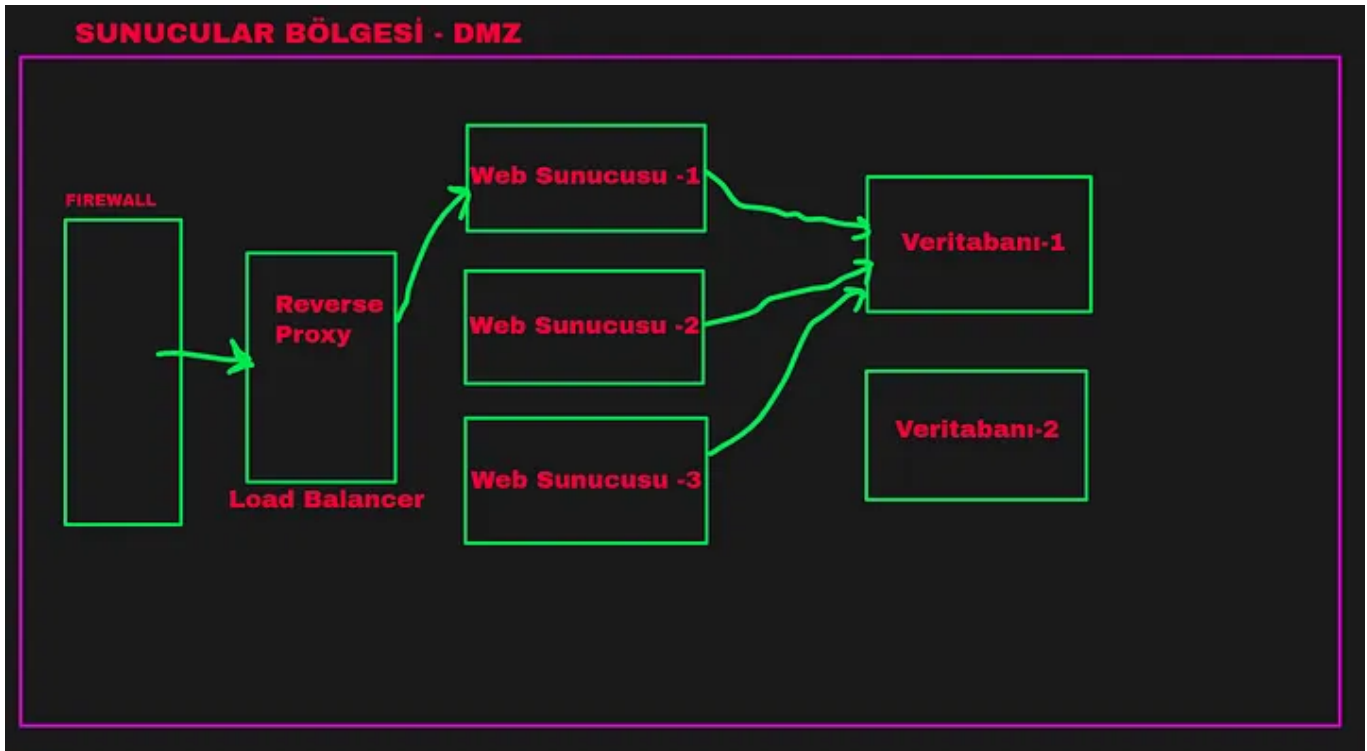 SUNUCULAR BÖLGESİ - DMZ
FIREWALL
Reverse
Proxy
Load Balancer
Web Sunucusu -1
Web Sunucusu -2
Web Sunucusu -3
Veritabanı-1
Veritabanı-2